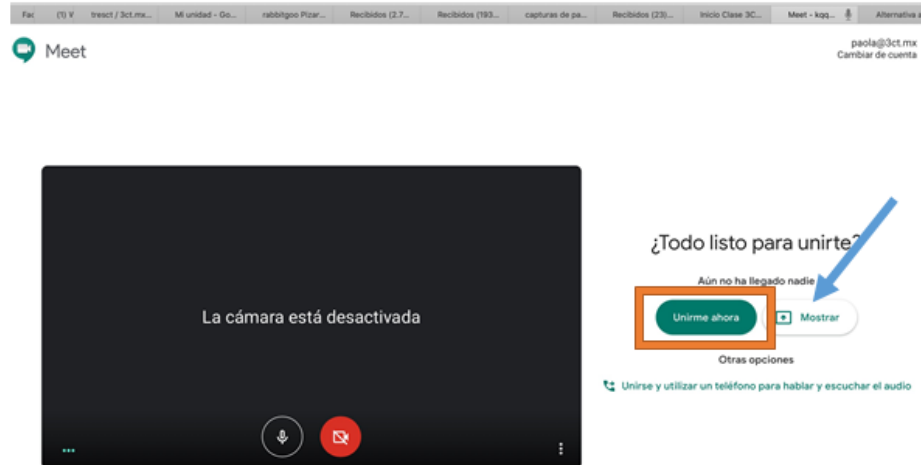 Fac
(1) V
tresct / 3ct.mx...
Mi unidad - Go...
rabbitgoo Pizar...
Recibidos (2.7...
Recibidos (193...
capturas de pa...
Recibidos (23)...
Inicio Clase 3C...
Meet - kqq...
Alternativa a
Meet
paola@3ct.mx
Cambiar de cuenta
La cámara está desactivada
¿Todo listo para unirte?
Aún no ha llegado nadie
Unirme ahora
Mostrar
Otras opciones
Unirse y utilizar un teléfono para hablar y escuchar el audio